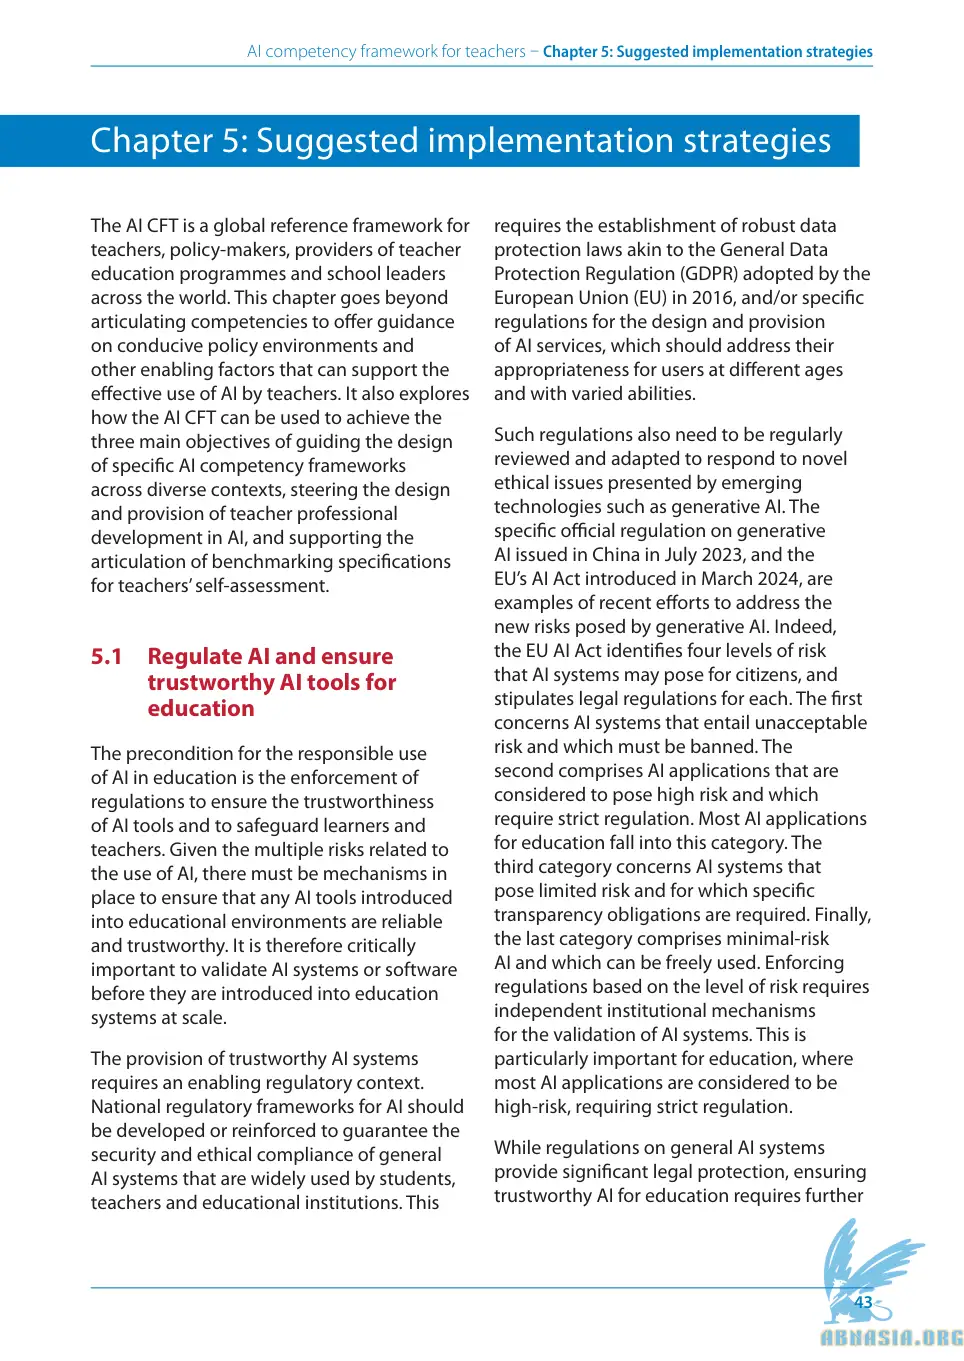 AI competency framework for teachers – Chapter 5: Suggested implementation strategies
Chapter 5: Suggested implementation strategies
The AI CFT is a global reference framework for
teachers, policy-makers, providers of teacher
education programmes and school leaders
across the world. This chapter goes beyond
articulating competencies to offer guidance
on conducive policy environments and
other enabling factors that can support the
effective use of AI by teachers. It also explores
how the AI CFT can be used to achieve the
three main objectives of guiding the design
of specific AI competency frameworks
across diverse contexts, steering the design
and provision of teacher professional
development in AI, and supporting the
articulation of benchmarking specifications
for teachers’ self-assessment.
5.1 Regulate AI and ensure
trustworthy AI tools for
education
The precondition for the responsible use
of AI in education is the enforcement of
regulations to ensure the trustworthiness
of AI tools and to safeguard learners and
teachers. Given the multiple risks related to
the use of AI, there must be mechanisms in
place to ensure that any AI tools introduced
into educational environments are reliable
and trustworthy. It is therefore critically
important to validate AI systems or software
before they are introduced into education
systems at scale.
The provision of trustworthy AI systems
requires an enabling regulatory context.
National regulatory frameworks for AI should
be developed or reinforced to guarantee the
security and ethical compliance of general
AI systems that are widely used by students,
teachers and educational institutions. This
requires the establishment of robust data
protection laws akin to the General Data
Protection Regulation (GDPR) adopted by the
European Union (EU) in 2016, and/or specific
regulations for the design and provision
of AI services, which should address their
appropriateness for users at different ages
and with varied abilities.
Such regulations also need to be regularly
reviewed and adapted to respond to novel
ethical issues presented by emerging
technologies such as generative AI. The
specific official regulation on generative
AI issued in China in July 2023, and the
EU’s AI Act introduced in March 2024, are
examples of recent efforts to address the
new risks posed by generative AI. Indeed,
the EU AI Act identifies four levels of risk
that AI systems may pose for citizens, and
stipulates legal regulations for each. The first
concerns AI systems that entail unacceptable
risk and which must be banned. The
second comprises AI applications that are
considered to pose high risk and which
require strict regulation. Most AI applications
for education fall into this category. The
third category concerns AI systems that
pose limited risk and for which specific
transparency obligations are required. Finally,
the last category comprises minimal-risk
AI and which can be freely used. Enforcing
regulations based on the level of risk requires
independent institutional mechanisms
for the validation of AI systems. This is
particularly important for education, where
most AI applications are considered to be
high-risk, requiring strict regulation.
While regulations on general AI systems
provide significant legal protection, ensuring
trustworthy AI for education requires further
43
ABNASIA.ORG